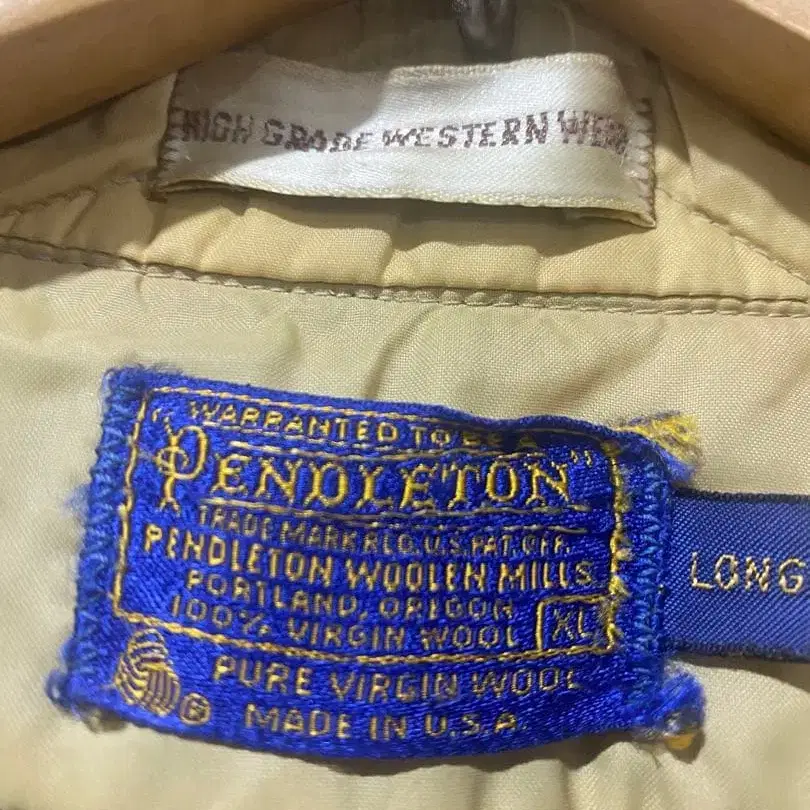 HIGH GRADE WESTERN WEAR
WARRANTED TO BE A
"PENDLETON"
TRADE MARK REG. U.S. PAT. OFF.
PENDLETON WOOLEN MILLS
PORTLAND, OREGON
100% VIRGIN WOOL XL
PURE VIRGIN WOOL
MADE IN U.S.A.
LONG